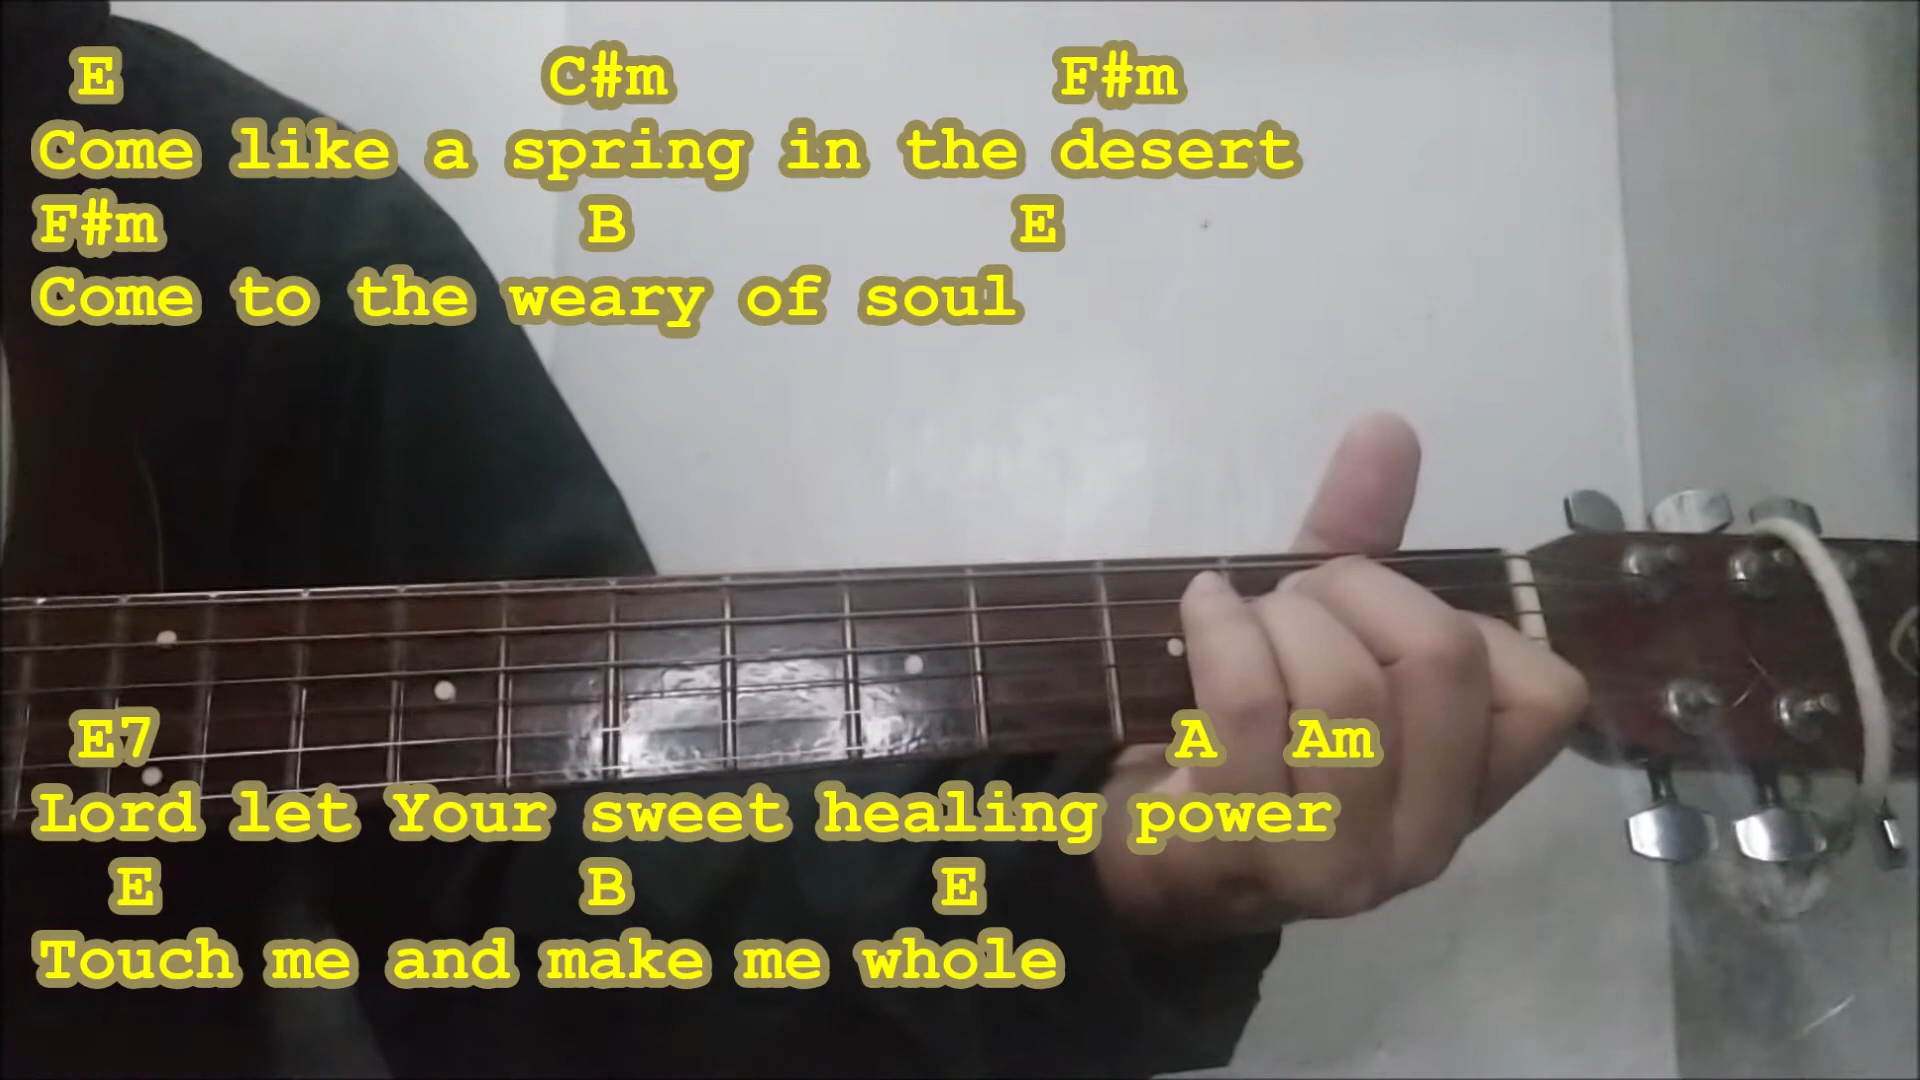 E C#m F#m
Come like a spring in the desert
F#m B E
Come to the weary of soul
E7 A Am
Lord let Your sweet healing power
E B E
Touch me and make me whole